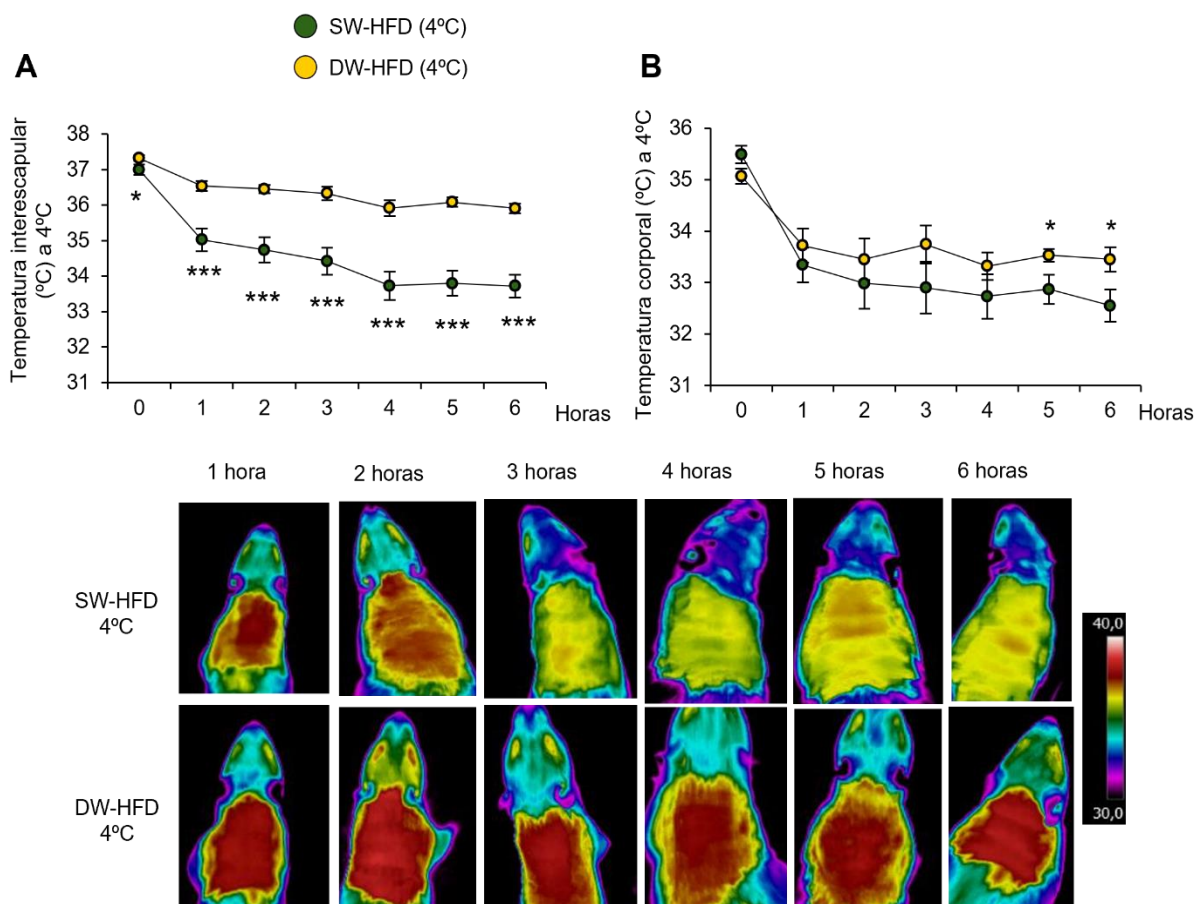 SW-HFD (4ºC)
DW-HFD (4ºC)
A
Temperatura interescapular
(ºC) a 4ºC
38
37
36
35
34
33
32
31
*
***
***
***
***
***
***
0 1 2 3 4 5 6 Horas
B
Temperatura corporal (ºC) a 4ºC
36
35
34
33
32
31
*
*
0 1 2 3 4 5 6 Horas
1 hora 2 horas 3 horas 4 horas 5 horas 6 horas
SW-HFD
4ºC
DW-HFD
4ºC
40,0
30,0